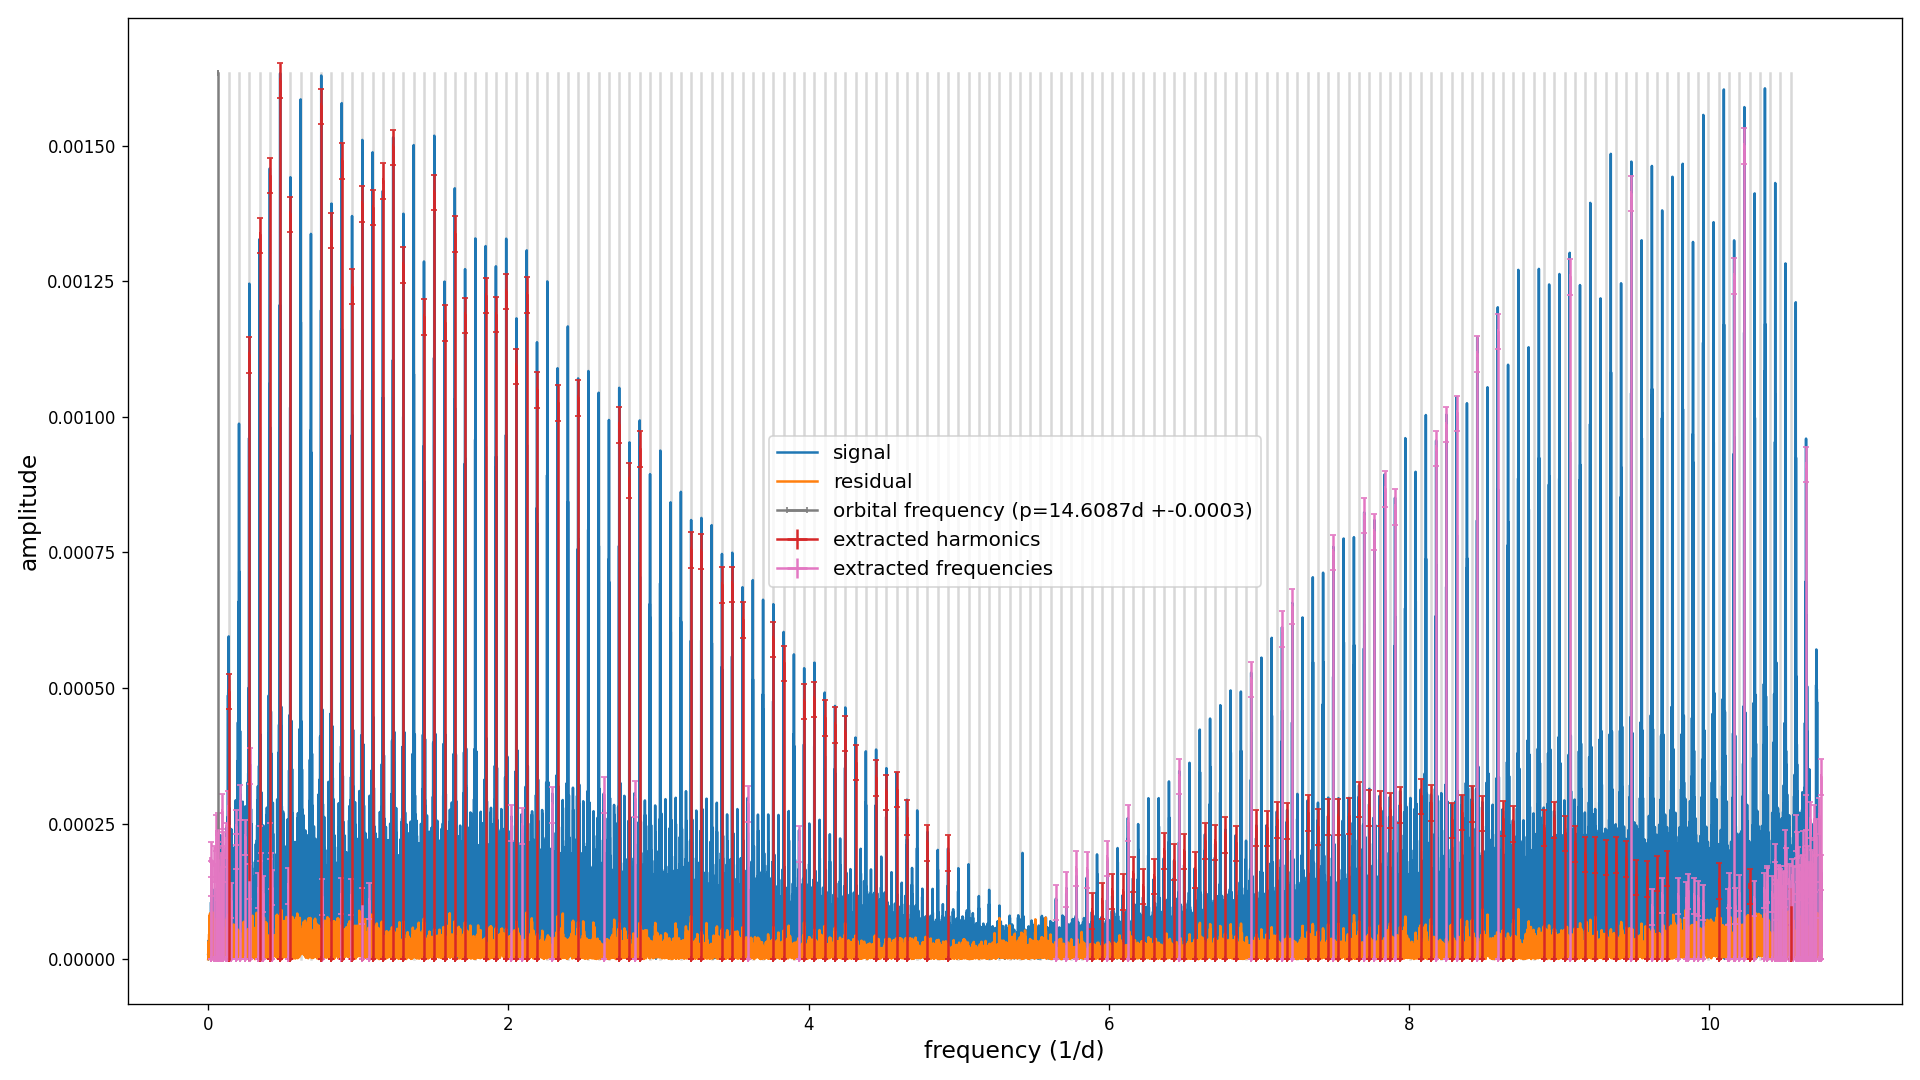 0.00150
0.00125
0.00100
0.00075
0.00050
0.00025
0.00000
amplitude
signal
residual
orbital frequency (p=14.6087d +-0.0003)
extracted harmonics
extracted frequencies
0 2 4 6 8 10
frequency (1/d)